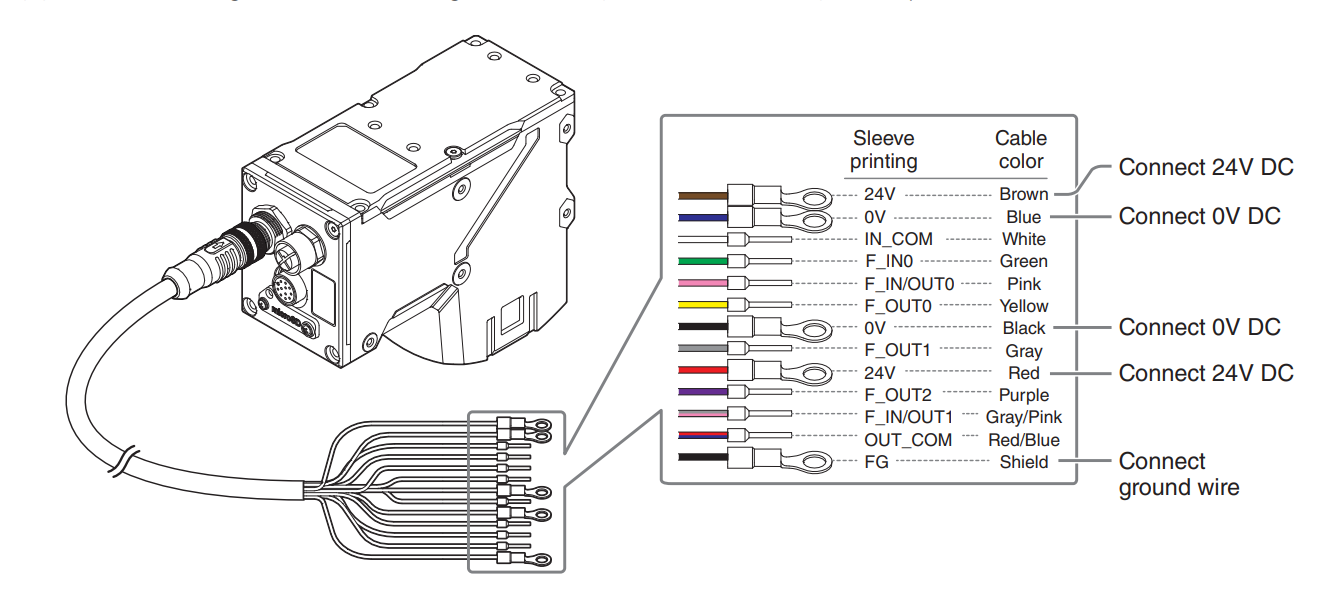 Sleeve printing Cable color
24V Brown Connect 24V DC
0V Blue Connect 0V DC
IN_COM White
F_IN0 Green
F_IN/OUT0 Pink
F_OUT0 Yellow
0V Black Connect 0V DC
F_OUT1 Gray
24V Red Connect 24V DC
F_OUT2 Purple
F_IN/OUT1 Gray/Pink
OUT_COM Red/Blue
FG Shield Connect
ground wire